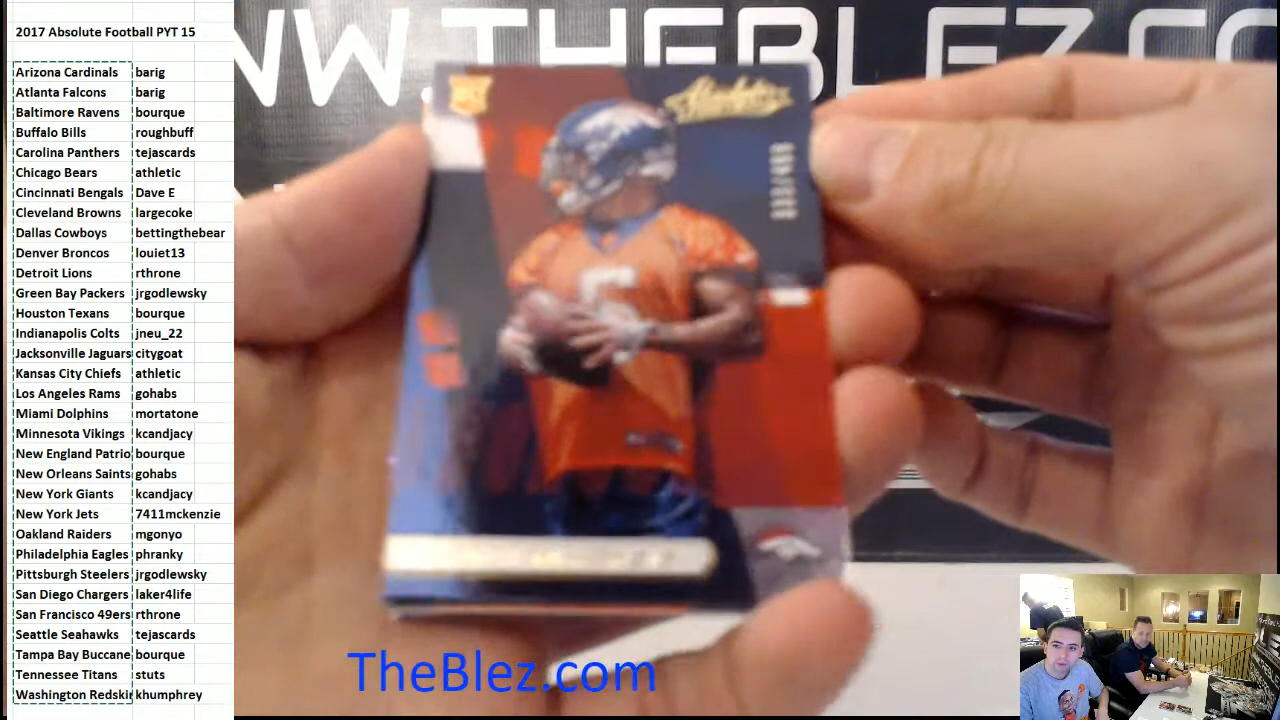 2017 Absolute Football PYT 15
WW.THEBLEZ.CO
Arizona Cardinals barig
Atlanta Falcons barig
Baltimore Ravens bourque
Buffalo Bills roughbuff
Carolina Panthers tejascards
Chicago Bears athletic
Cincinnati Bengals Dave E
Cleveland Browns largecoke
Dallas Cowboys bettingthebear
Denver Broncos louiet13
Detroit Lions rthrone
Green Bay Packers jrgodlewsky
Houston Texans bourque
Indianapolis Colts jneu_22
Jacksonville Jaguars citygoat
Kansas City Chiefs athletic
Los Angeles Rams gohabs
Miami Dolphins mortatone
Minnesota Vikings kcandjacy
New England Patrio bourque
New Orleans Saints gohabs
New York Giants kcandjacy
New York Jets 7411mckenzie
Oakland Raiders mgonyo
Philadelphia Eagles phranky
Pittsburgh Steelers jrgodlewsky
San Diego Chargers laker4life
San Francisco 49ers rthrone
Seattle Seahawks tejascards
Tampa Bay Buccane bourque
Tennessee Titans stuts
Washington Redskin khumphrey
Absolute
TheBlez.com